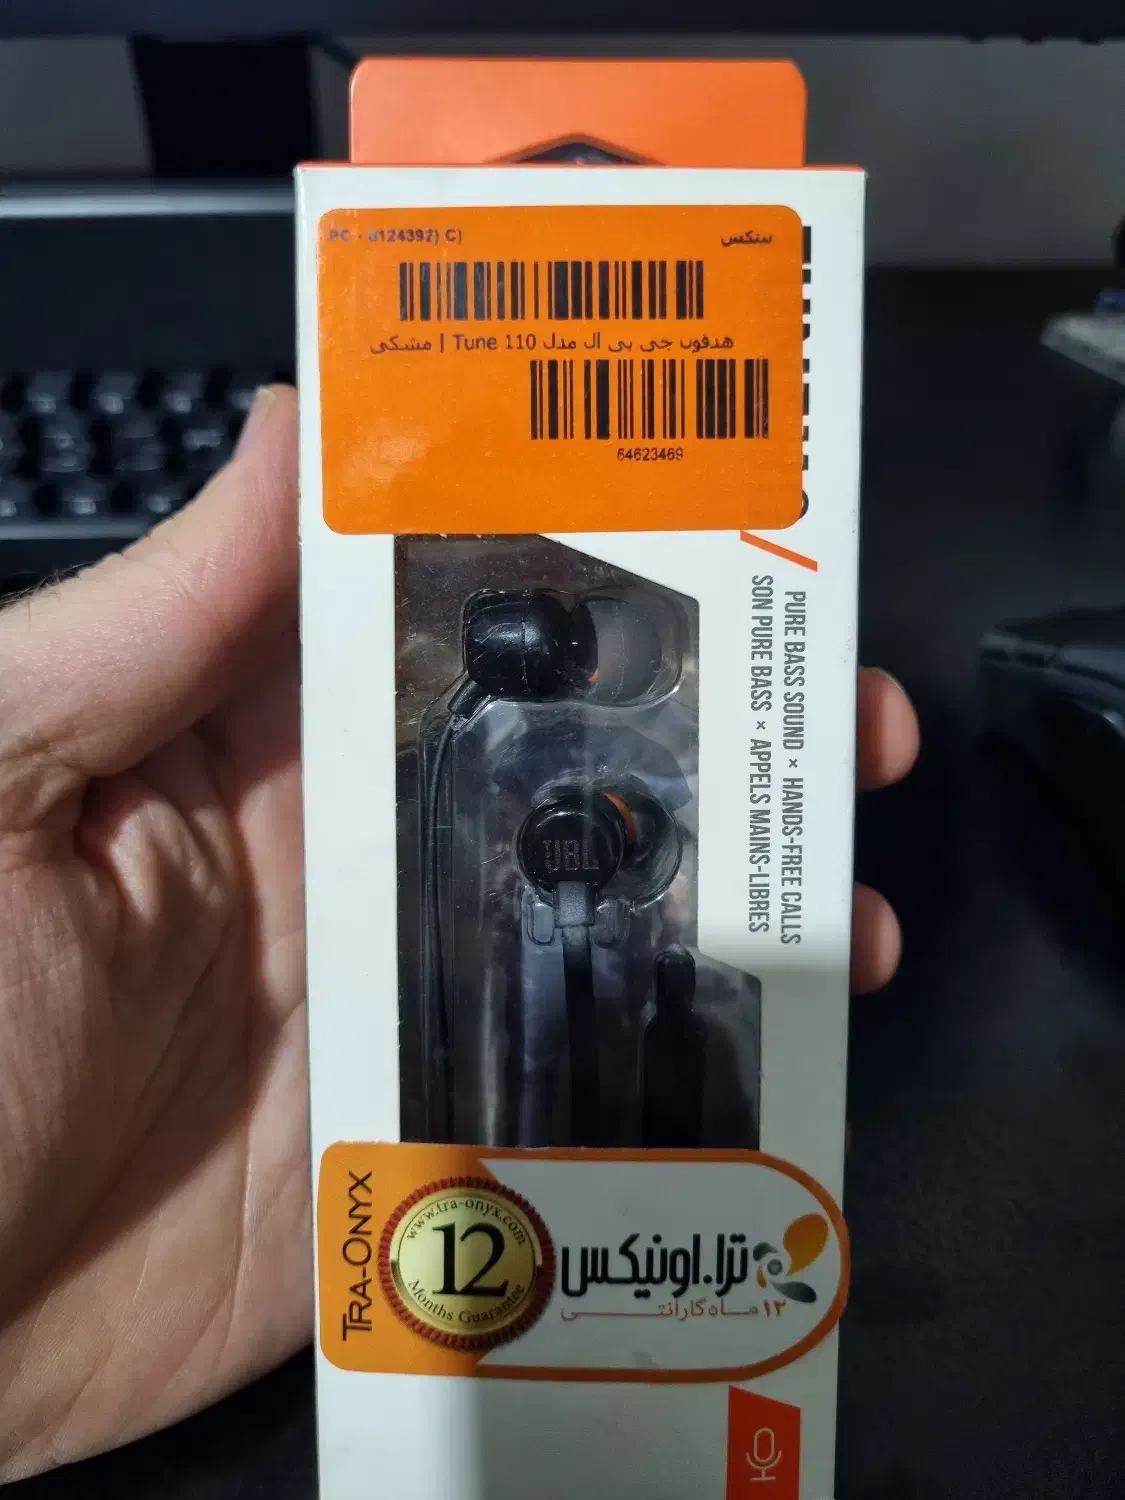 PC - 8124392) C)
بیتکس
هدفون جی بی ال مدل Tune 110 | مشکی
64623469
PURE BASS SOUND × HANDS-FREE CALLS
SON PURE BASS × APPELS MAINS-LIBRES
JBL
TRA-ONYX
www.tra-onyx.com
12
Months Guarantee
ترا.اونیکس
۱۲ ماه گارانتی